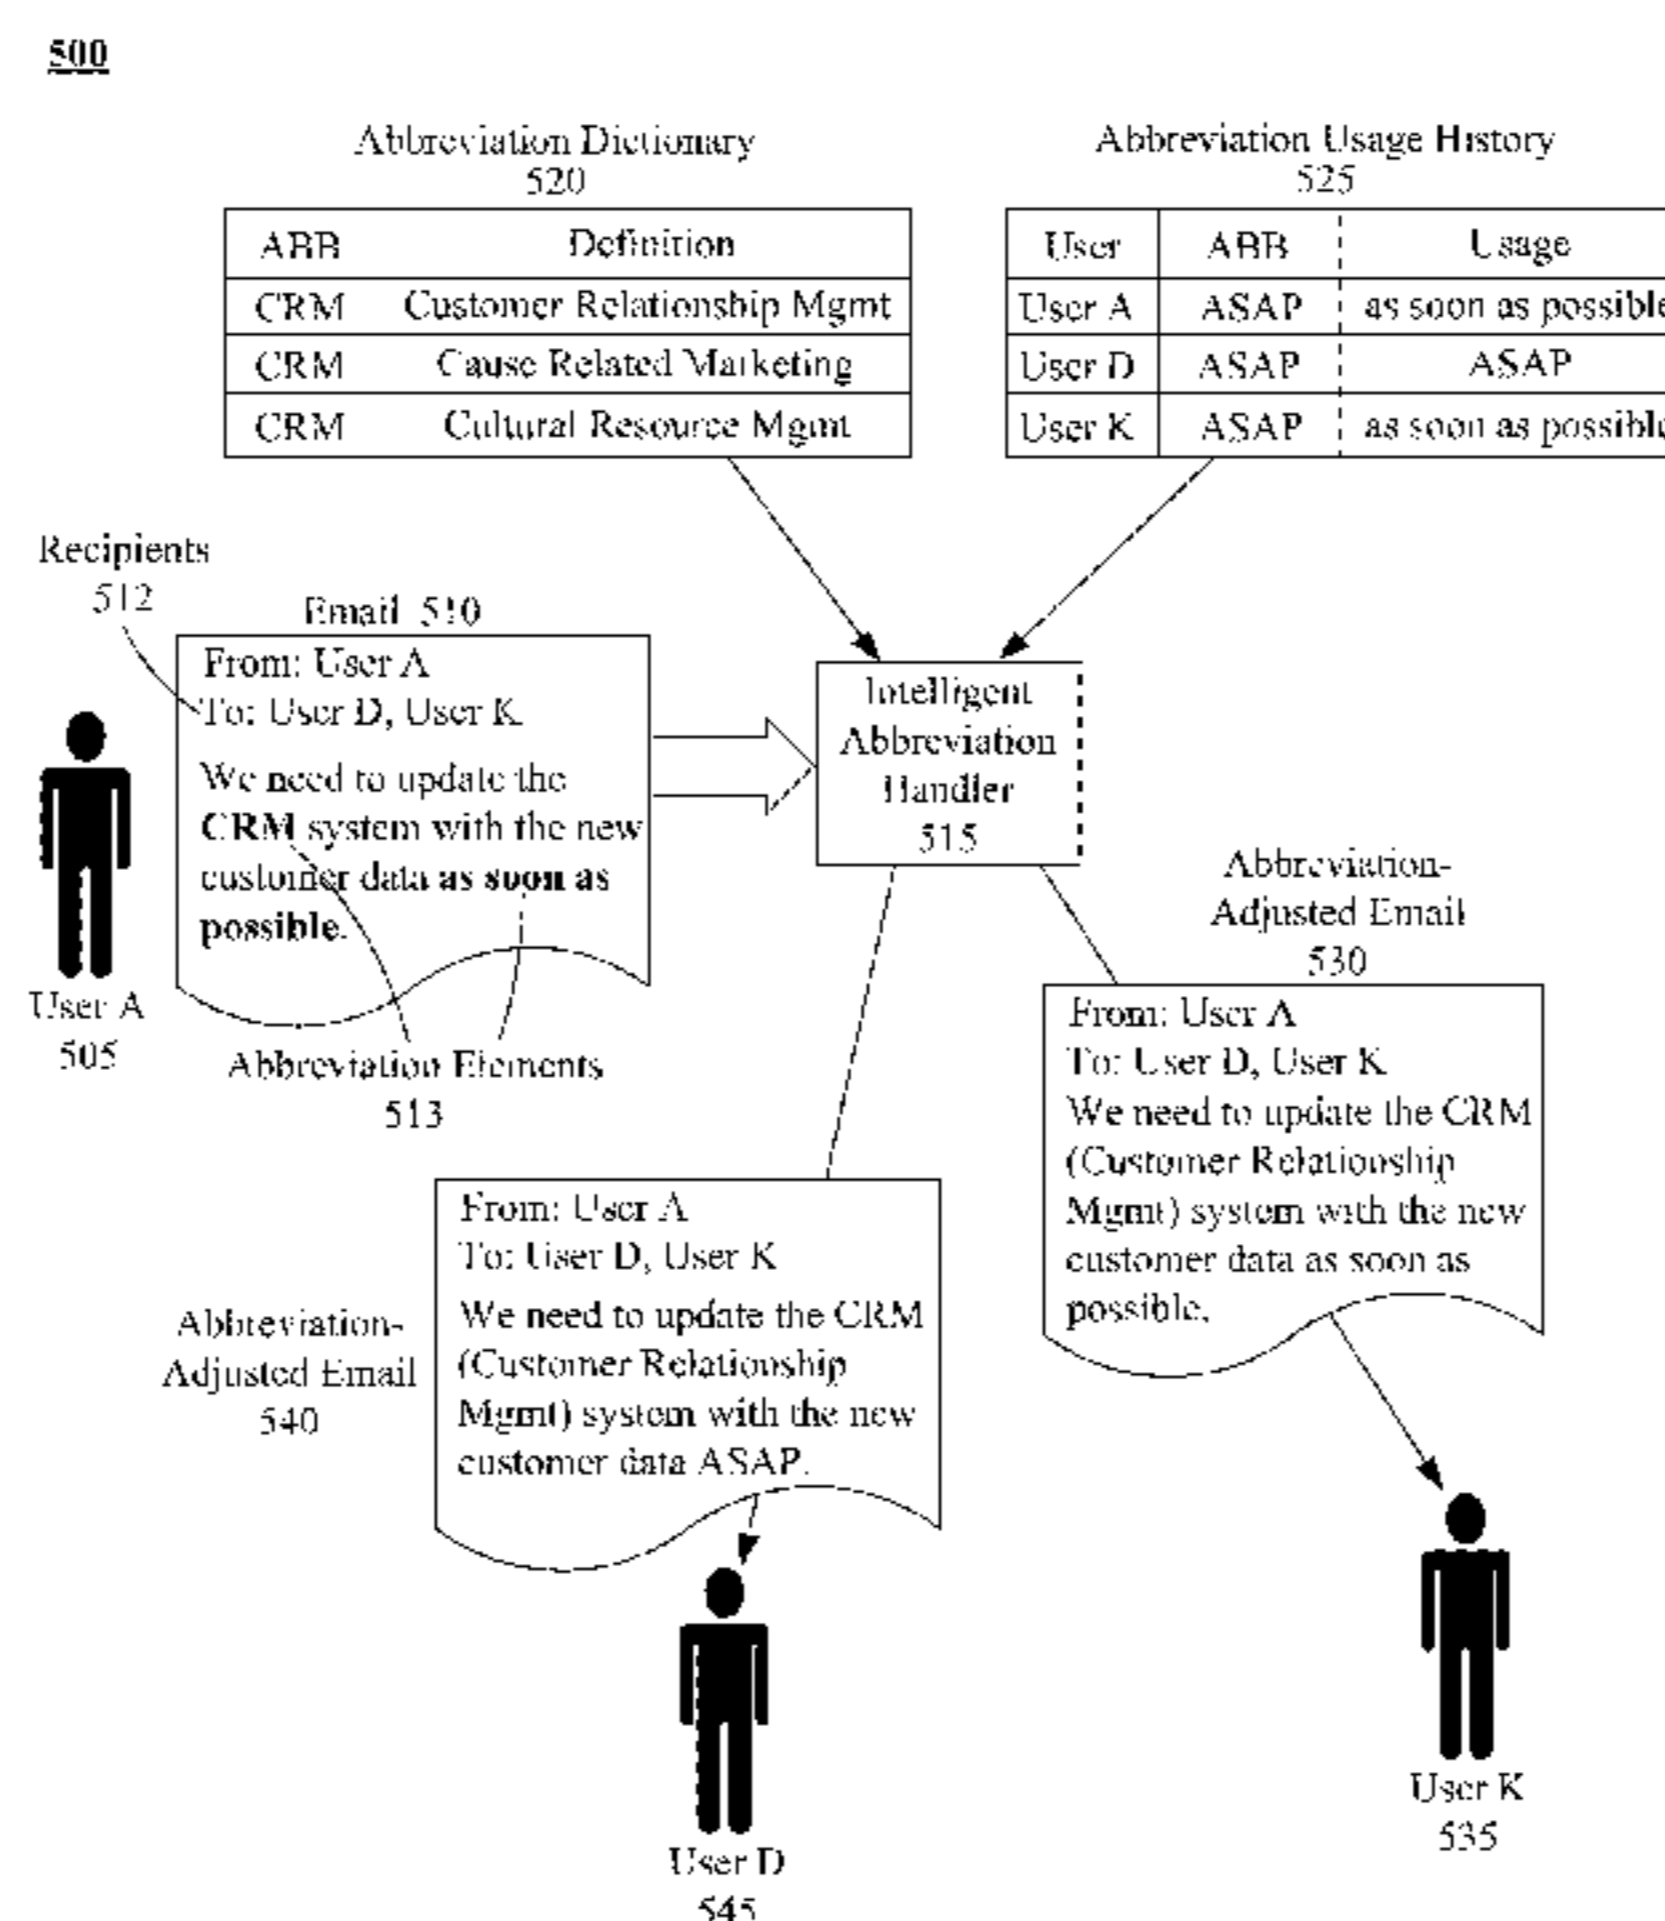 500
Abbreviation Dictionary
520
ABB Definition
CRM Customer Relationship Mgmt
CRM Cause Related Marketing
CRM Cultural Resource Mgmt
Abbreviation Usage History
525
User ABB Usage
User A ASAP as soon as possible
User D ASAP ASAP
User K ASAP as soon as possible
Recipients
512
Email 510
From: User A
To: User D, User K
We need to update the
CRM system with the new
customer data as soon as
possible.
User A
505
Abbreviation Elements
513
Intelligent
Abbreviation
Handler
515
Abbreviation-
Adjusted Email
530
From: User A
To: User D, User K
We need to update the CRM
(Customer Relationship
Mgmt) system with the new
customer data as soon as
possible.
Abbreviation-
Adjusted Email
540
From: User A
To: User D, User K
We need to update the CRM
(Customer Relationship
Mgmt) system with the new
customer data ASAP.
User K
535
User D
545